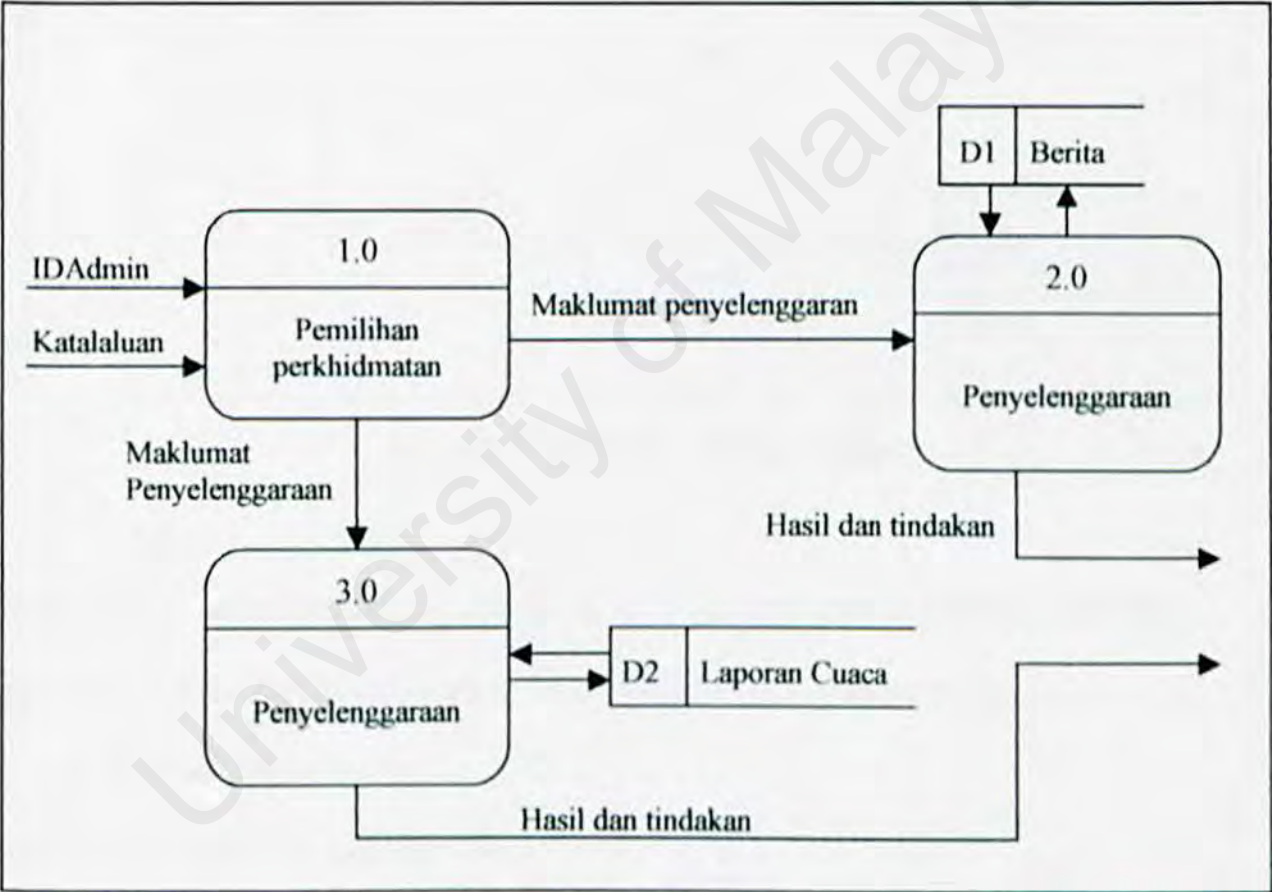 D1 Berita
1.0
IDAdmin
Katalaluan
Pemilihan
perkhidmatan
Maklumat penyelenggaran
2.0
Penyelenggaraan
Maklumat
Penyelenggaraan
Hasil dan tindakan
3.0
Penyelenggaraan
D2 Laporan Cuaca
Hasil dan tindakan
University of Malay